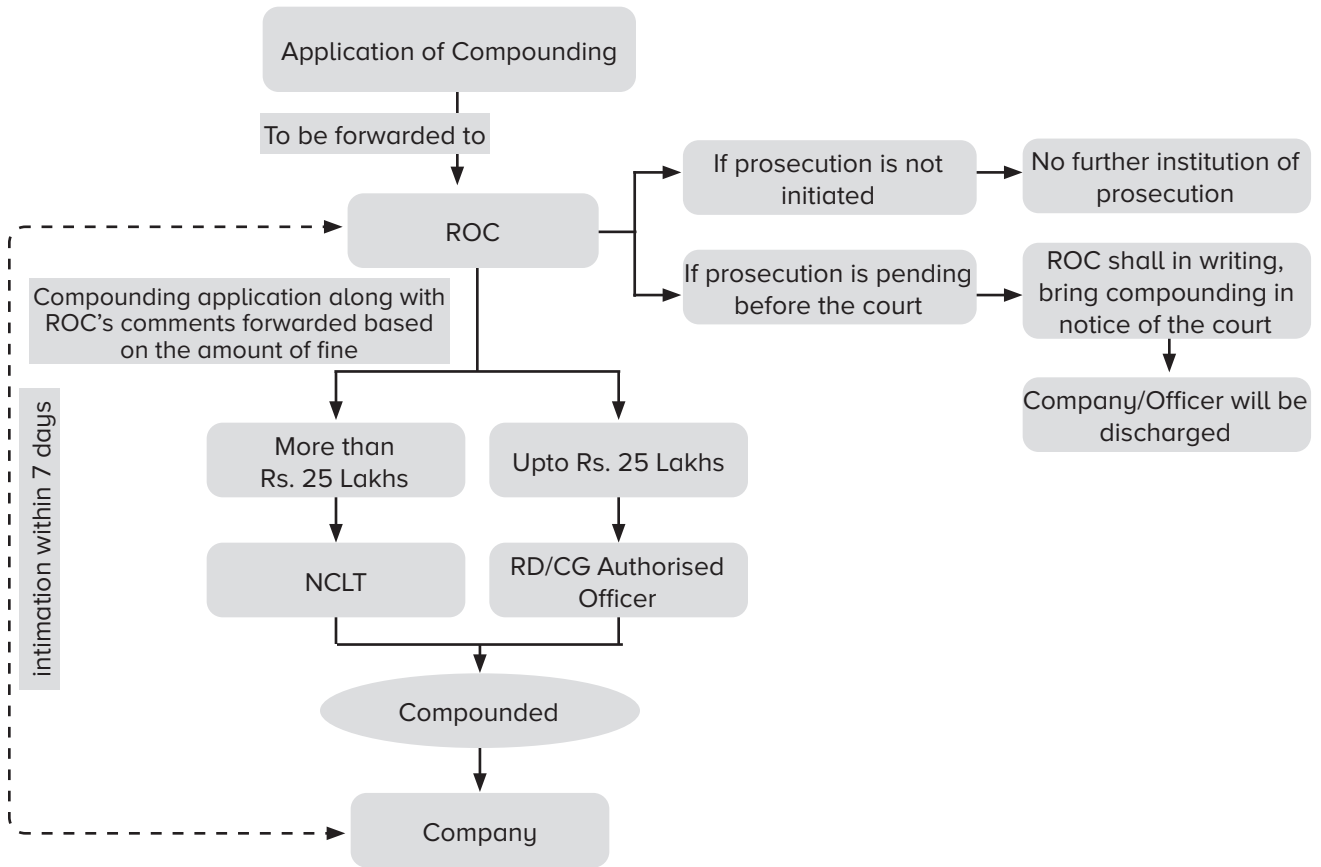 Application of Compounding
To be forwarded to
ROC
If prosecution is not
initiated
No further institution of
prosecution
If prosecution is pending
before the court
ROC shall in writing,
bring compounding in
notice of the court
Company/Officer will be
discharged
Compounding application along with
ROC's comments forwarded based
on the amount of fine
intimation within 7 days
More than
Rs. 25 Lakhs
Upto Rs. 25 Lakhs
NCLT
RD/CG Authorised
Officer
Compounded
Company